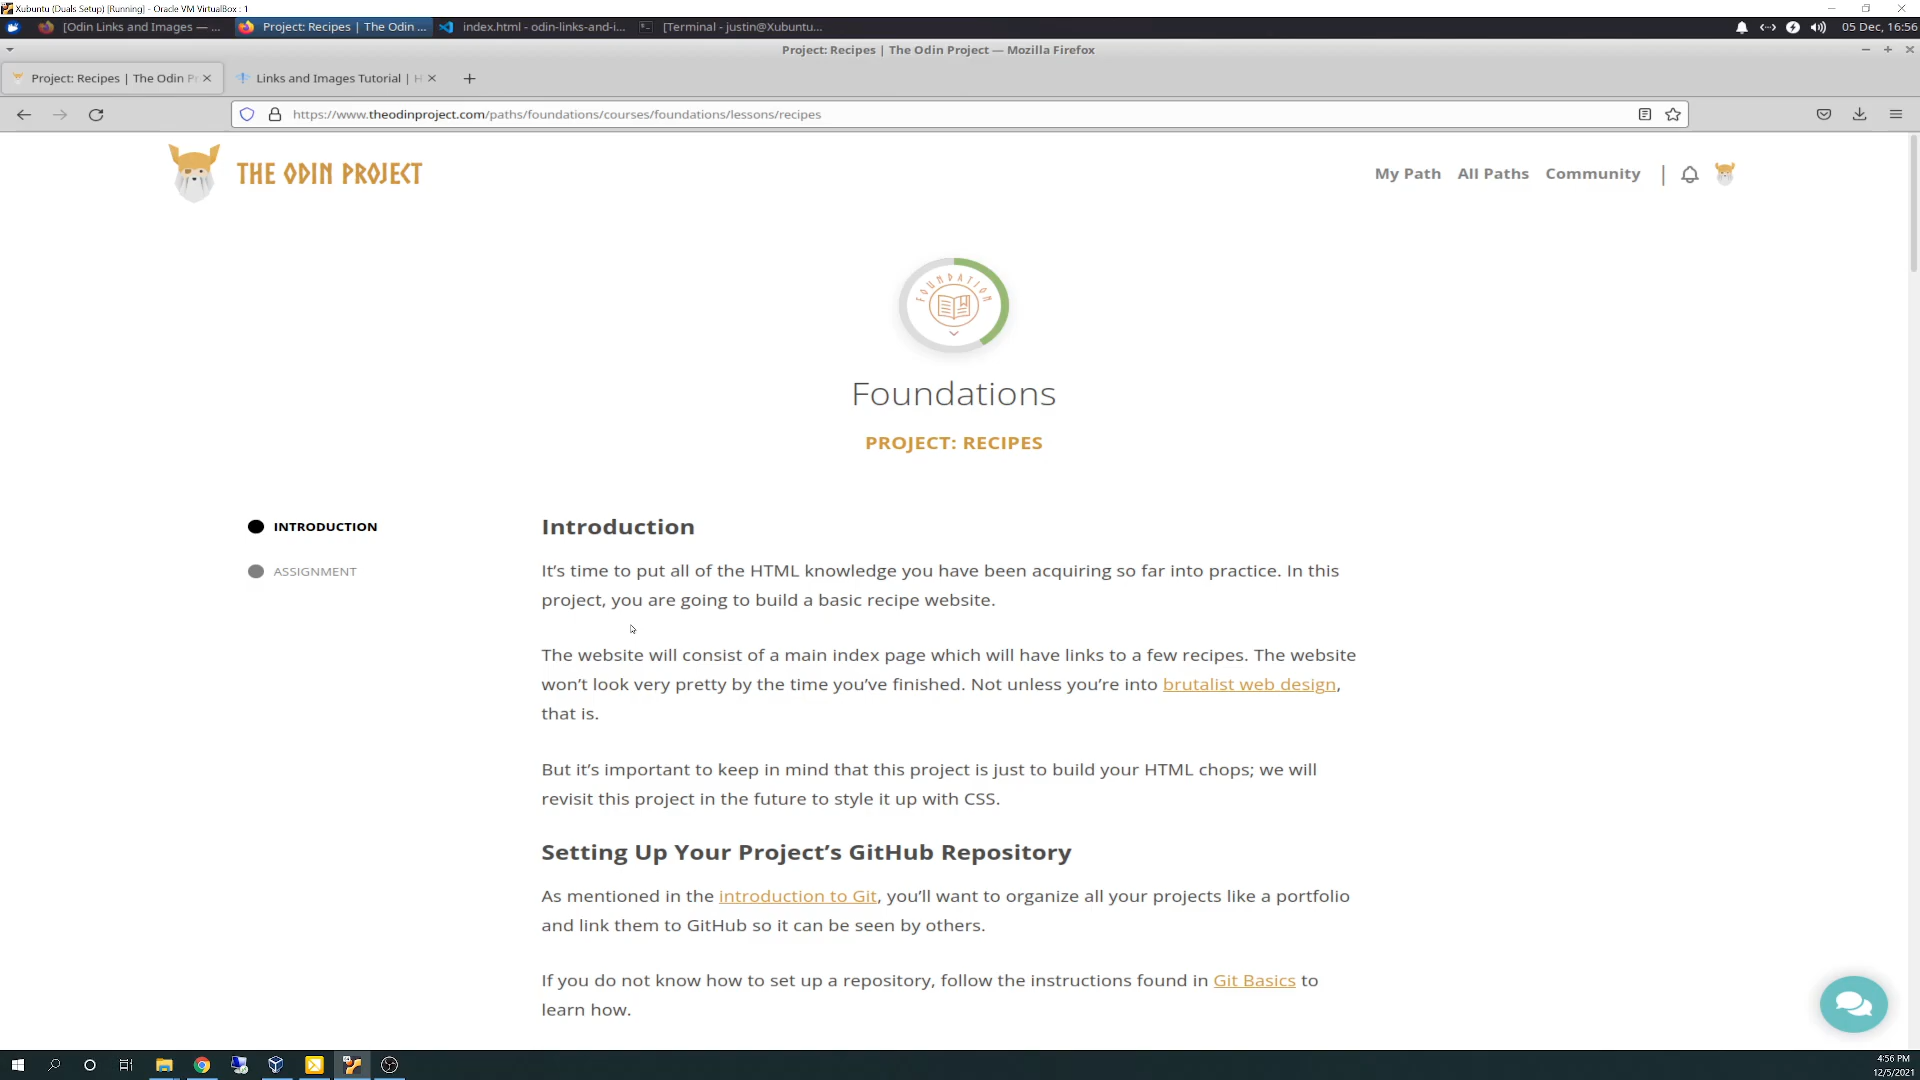 Xubuntu (Duals Setup) [Running] - Oracle VM VirtualBox : 1
[Odin Links and Images — ...
Project: Recipes | The Odin ...
index.html - odin-links-and-i...
[Terminal - justin@Xubuntu...
05 Dec, 16:56
Project: Recipes | The Odin Project — Mozilla Firefox
Project: Recipes | The Odin Pr
Links and Images Tutorial | H
https://www.theodinproject.com/paths/foundations/courses/foundations/lessons/recipes
THE ODIN PROJECT
My Path
All Paths
Community
FOUNDATION
Foundations
PROJECT: RECIPES
INTRODUCTION
ASSIGNMENT
Introduction
It’s time to put all of the HTML knowledge you have been acquiring so far into practice. In this
project, you are going to build a basic recipe website.
The website will consist of a main index page which will have links to a few recipes. The website
won’t look very pretty by the time you’ve finished. Not unless you’re into brutalist web design,
that is.
But it’s important to keep in mind that this project is just to build your HTML chops; we will
revisit this project in the future to style it up with CSS.
Setting Up Your Project’s GitHub Repository
As mentioned in the introduction to Git, you’ll want to organize all your projects like a portfolio
and link them to GitHub so it can be seen by others.
If you do not know how to set up a repository, follow the instructions found in Git Basics to
learn how.
4:56 PM
12/5/2021